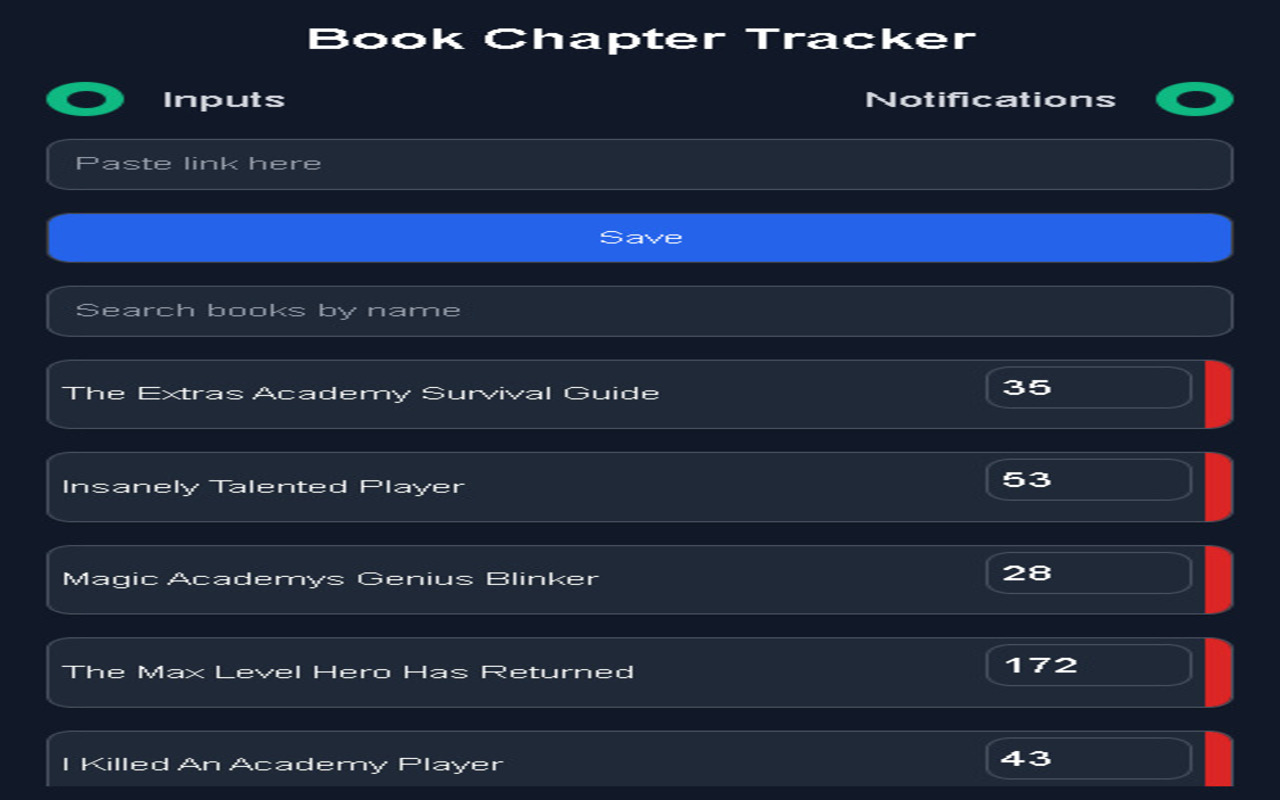 Book Chapter Tracker
Inputs Notifications
Paste link here
Save
Search books by name
The Extras Academy Survival Guide 35
Insanely Talented Player 53
Magic Academys Genius Blinker 28
The Max Level Hero Has Returned 172
I Killed An Academy Player 43